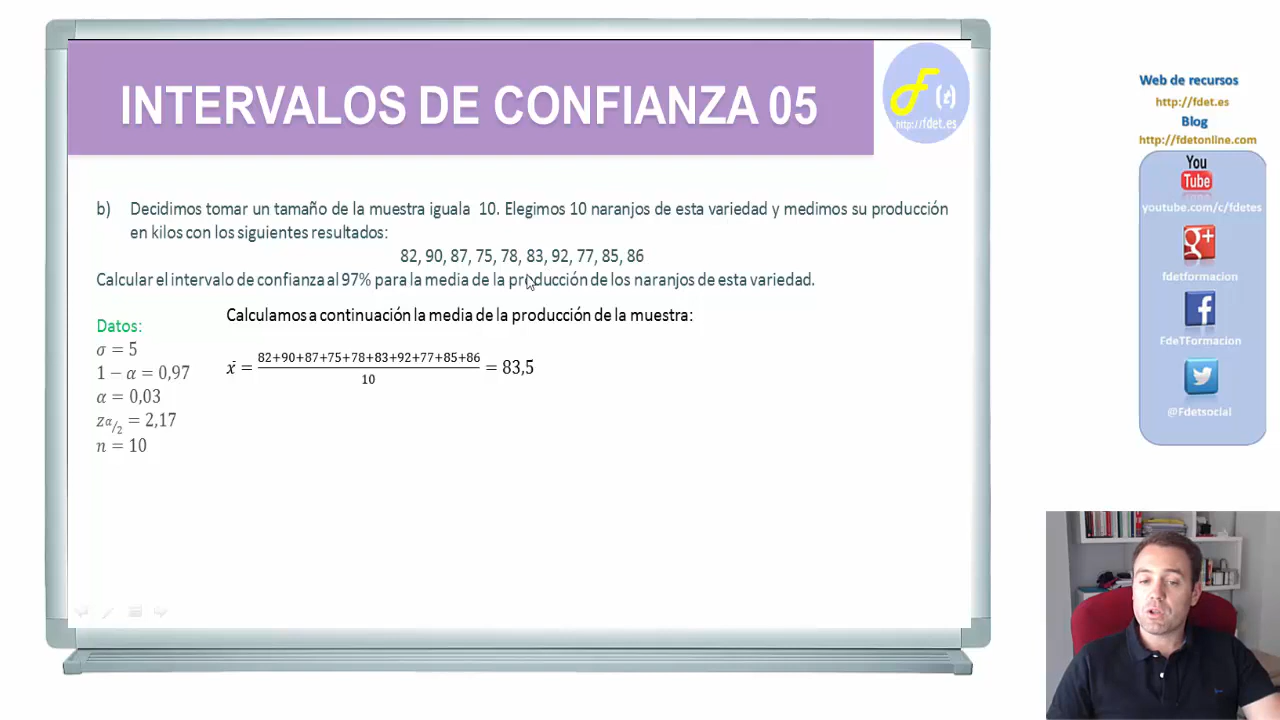 INTERVALOS DE CONFIANZA 05
F (e)
http://fdet.es
b) Decidimos tomar un tamaño de la muestra iguala 10. Elegimos 10 naranjos de esta variedad y medimos su producción
en kilos con los siguientes resultados:
82, 90, 87, 75, 78, 83, 92, 77, 85, 86
Calcular el intervalo de confianza al 97% para la media de la producción de los naranjos de esta variedad.
Datos:
σ = 5
1 − α = 0,97
α = 0,03
zα/2 = 2,17
n = 10
Calculamos a continuación la media de la producción de la muestra:
x̄ = (82+90+87+75+78+83+92+77+85+86)/10 = 83,5
Web de recursos
http://fdet.es
Blog
http://fdetonline.com
You
Tube
youtube.com/c/fdetes
g+
fdetformacion
f
FdeTFormacion
@Fdetsocial